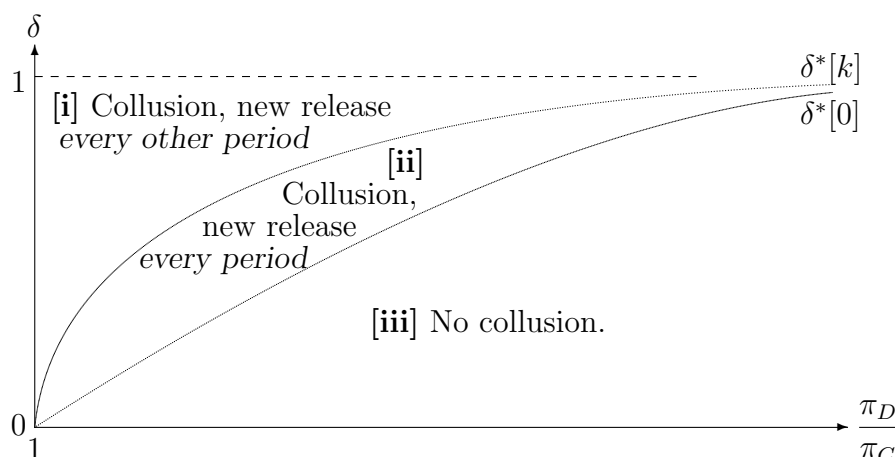 δ
1
δ*[k]
[i] Collusion, new release
every other period
δ*[0]
[ii]
Collusion,
new release
every period
[iii] No collusion.
0
1
π_D
π_C